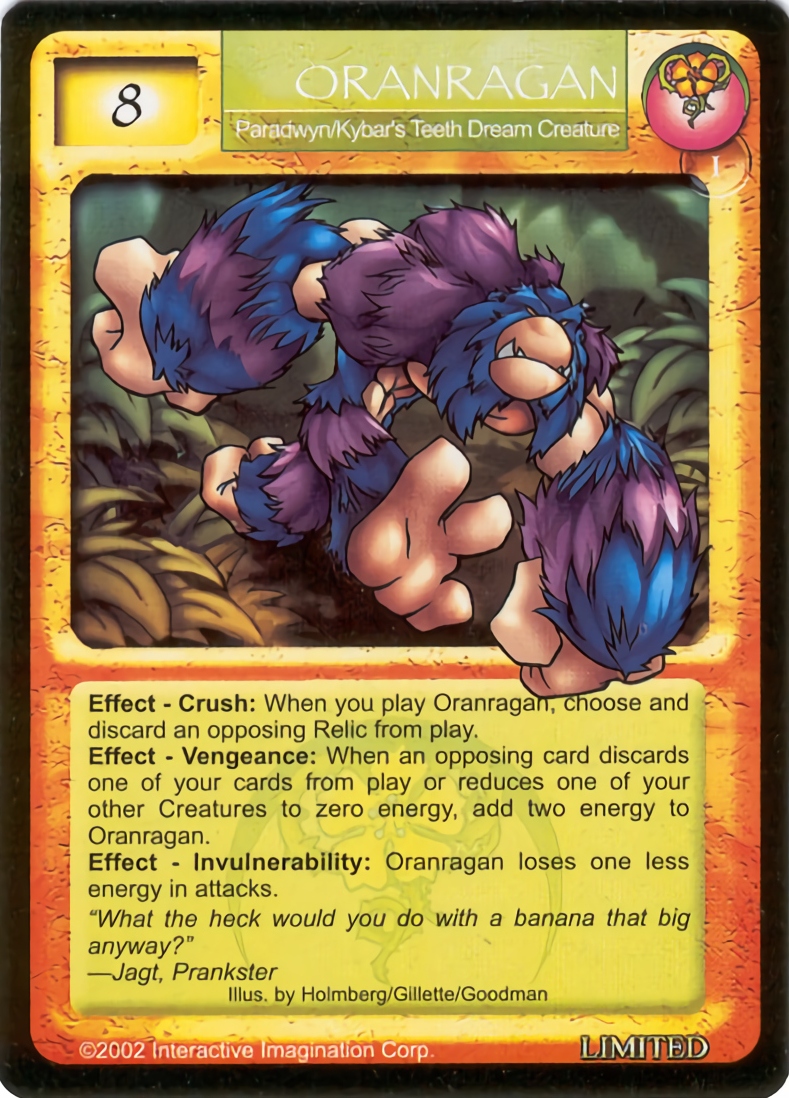 8
ORANRAGAN
Paradwyn/Kybar's Teeth Dream Creature
1
Effect - Crush: When you play Oranragan, choose and
discard an opposing Relic from play.
Effect - Vengeance: When an opposing card discards
one of your cards from play or reduces one of your
other Creatures to zero energy, add two energy to
Oranragan.
Effect - Invulnerability: Oranragan loses one less
energy in attacks.
“What the heck would you do with a banana that big
anyway?”
—Jagt, Prankster
Illus. by Holmberg/Gillette/Goodman
©2002 Interactive Imagination Corp.
LIMITED